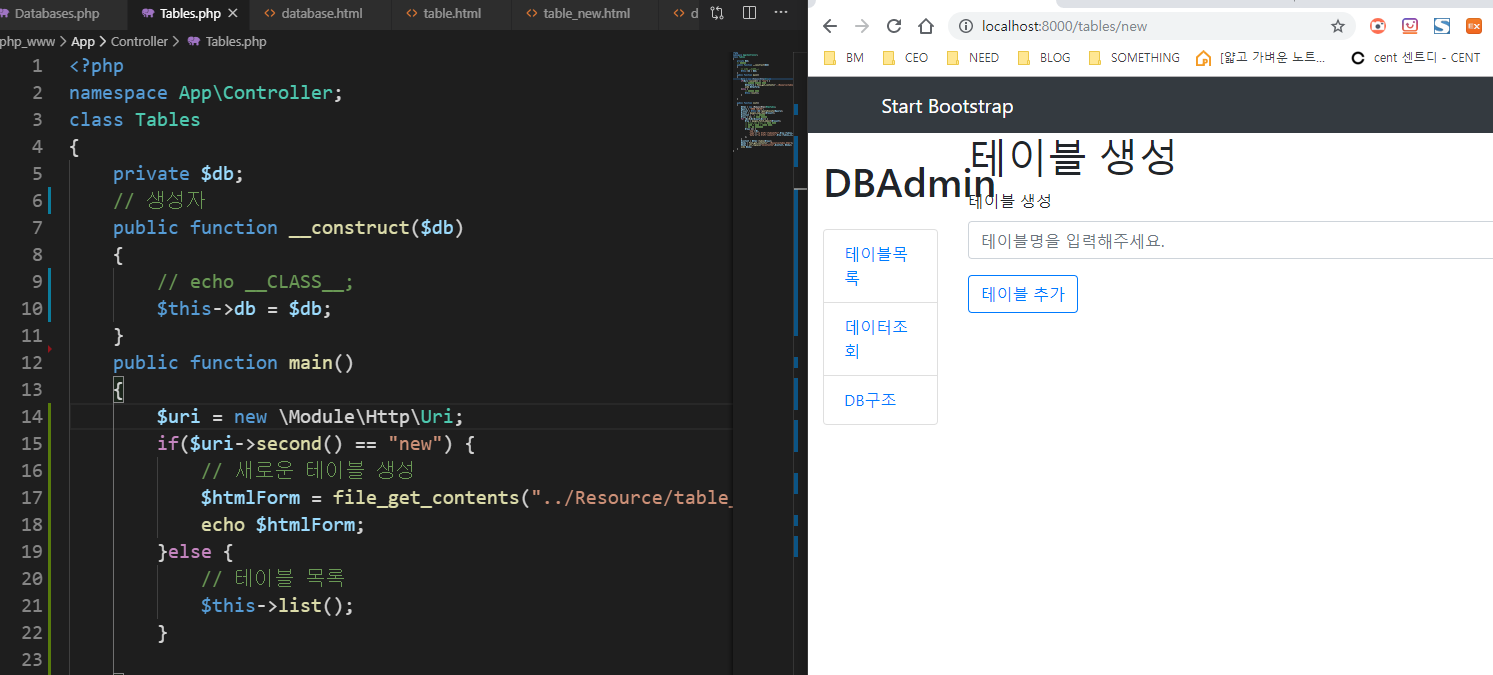 Databases.php Tables.php × database.html table.html table_new.html d ...
php_www > App > Controller > Tables.php
1 <?php
2 namespace App\Controller;
3 class Tables
4 {
5 private $db;
6 // 생성자
7 public function __construct($db)
8 {
9 // echo __CLASS__;
10 $this->db = $db;
11 }
12 public function main()
13 {
14 $uri = new \Module\Http\Uri;
15 if($uri->second() == "new") {
16 // 새로운 테이블 생성
17 $htmlForm = file_get_contents("../Resource/table_
18 echo $htmlForm;
19 }else {
20 // 테이블 목록
21 $this->list();
22 }
23
localhost:8000/tables/new
BM CEO NEED BLOG SOMETHING [얇고 가벼운 노트... cent 센트디 - CENT
Start Bootstrap
DBAdmin
테이블목
록
데이터조
회
DB구조
테이블 생성
테이블 생성
테이블명을 입력해주세요.
테이블 추가